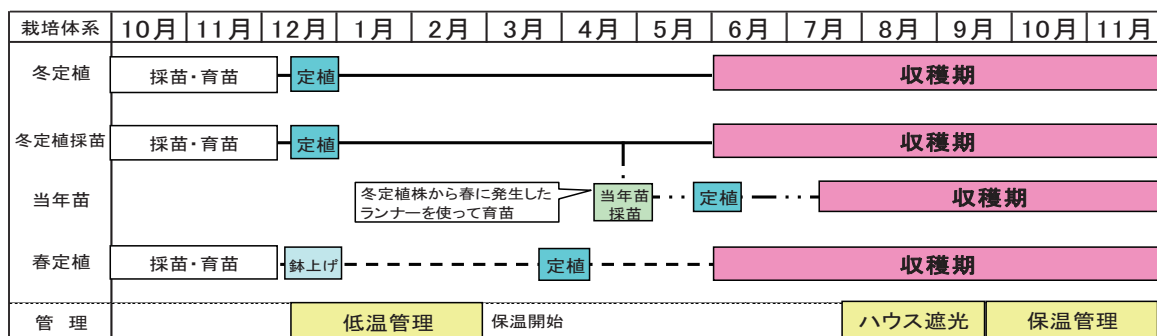 栽培体系 10月 11月 12月 1月 2月 3月 4月 5月 6月 7月 8月 9月 10月 11月
冬定植 採苗・育苗 定植 収穫期
冬定植採苗 採苗・育苗 定植 収穫期
冬定植株から春に発生した
ランナーを使って育苗
当年苗 当年苗 定植 収穫期
採苗
春定植 採苗・育苗 鉢上げ 定植 収穫期
管理 低温管理 保温開始 ハウス遮光 保温管理